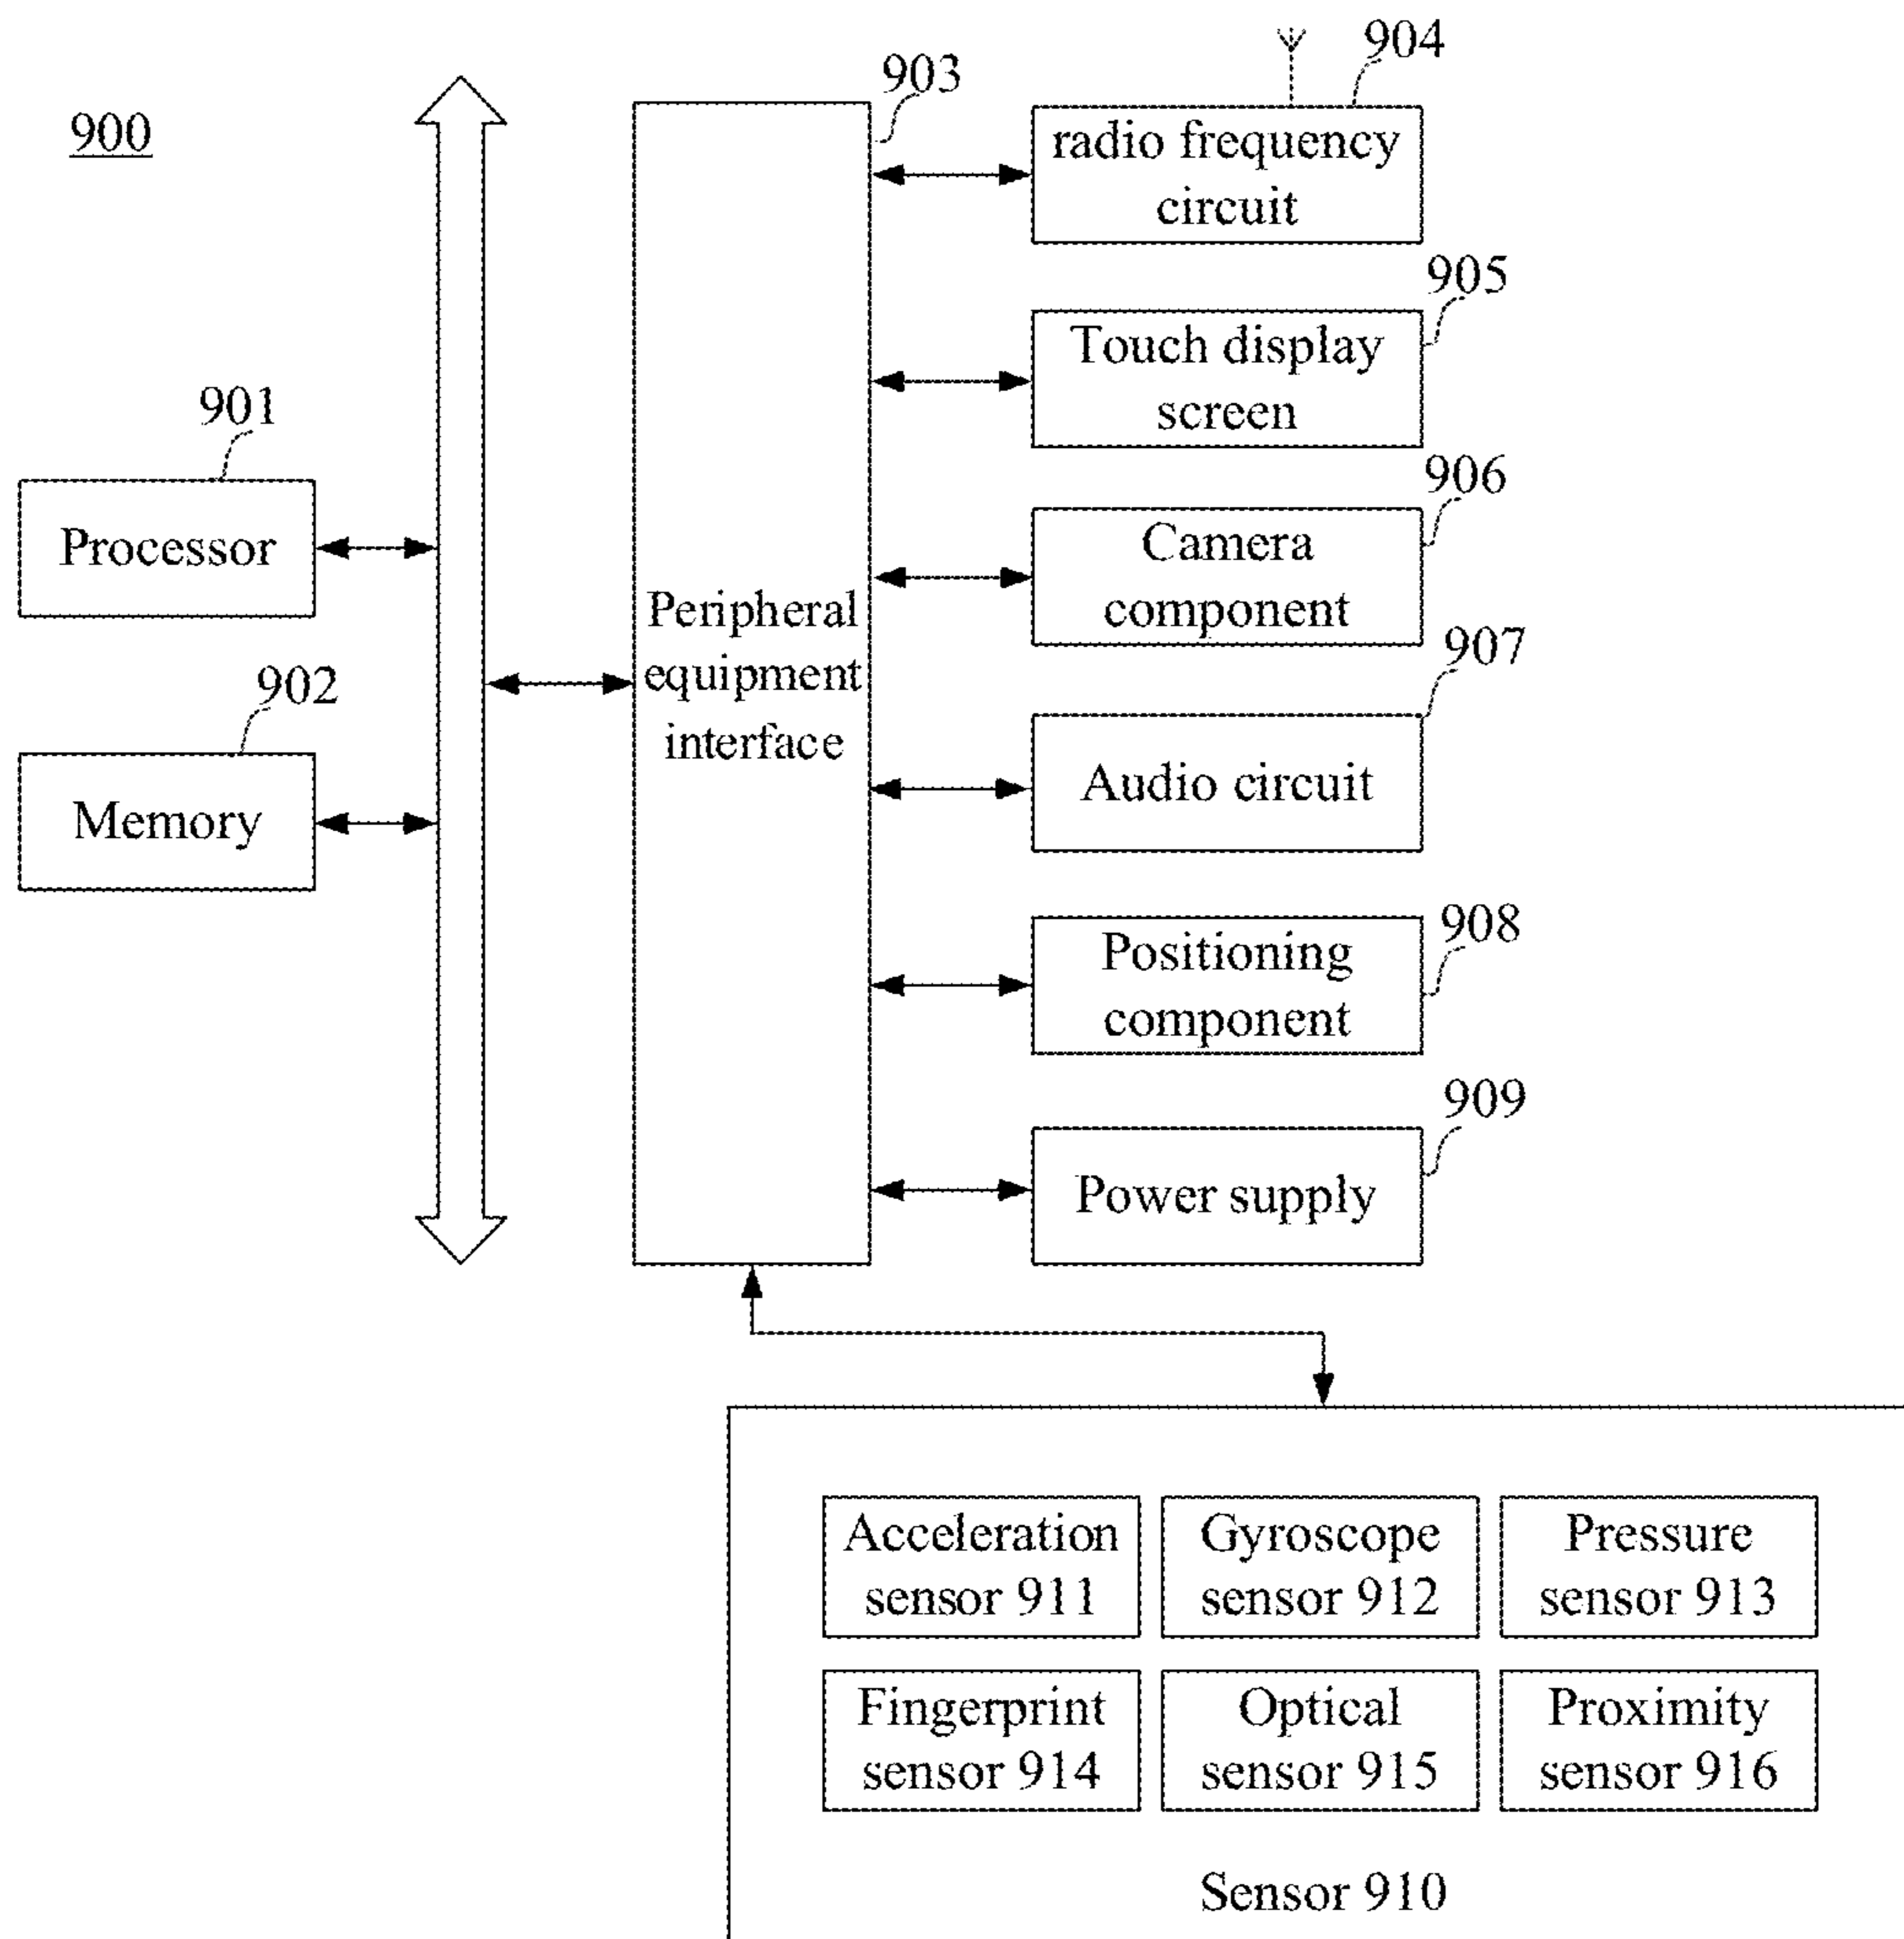 900
903
904
radio frequency
circuit
905
Touch display
screen
901
Processor
906
Camera
component
Peripheral
equipment
interface
902
Memory
907
Audio circuit
908
Positioning
component
909
Power supply
Acceleration
sensor 911
Gyroscope
sensor 912
Pressure
sensor 913
Fingerprint
sensor 914
Optical
sensor 915
Proximity
sensor 916
Sensor 910